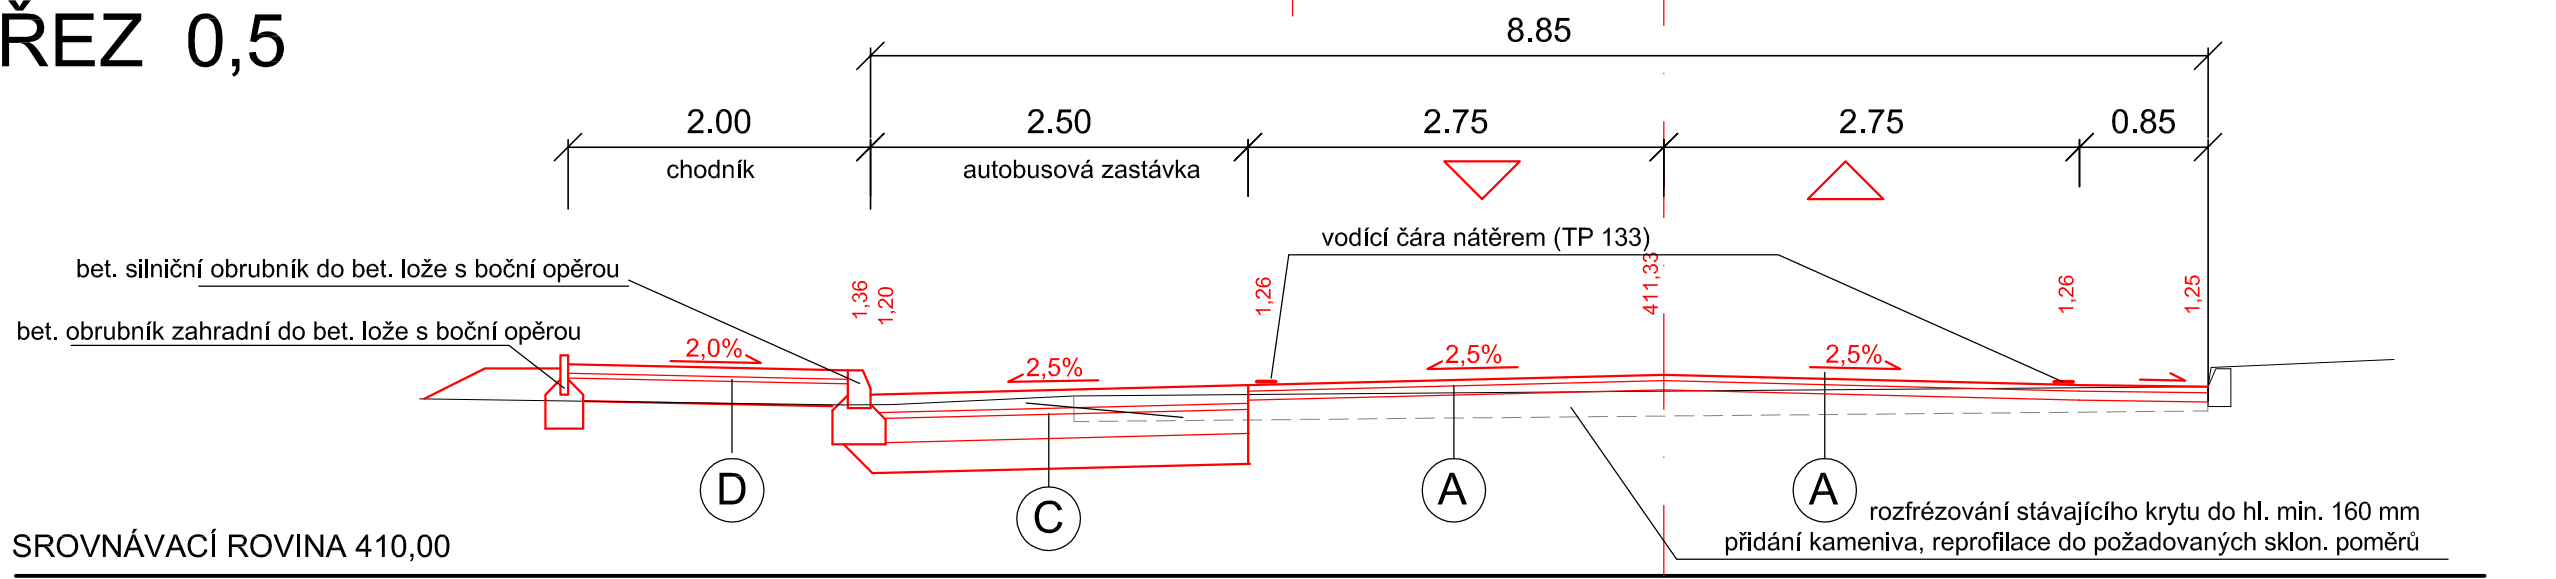 ŘEZ 0,5
8.85
2.00
2.50
2.75
2.75
0.85
chodník
autobusová zastávka
vodící čára nátěrem (TP 133)
bet. silniční obrubník do bet. lože s boční opěrou
1,36
1,20
1,26
411,33
1,26
1,25
bet. obrubník zahradní do bet. lože s boční opěrou
2,0%
2,5%
2,5%
2,5%
D
C
A
A
rozfrézování stávajícího krytu do hl. min. 160 mm
přidání kameniva, reprofilace do požadovaných sklon. poměrů
SROVNÁVACÍ ROVINA 410,00